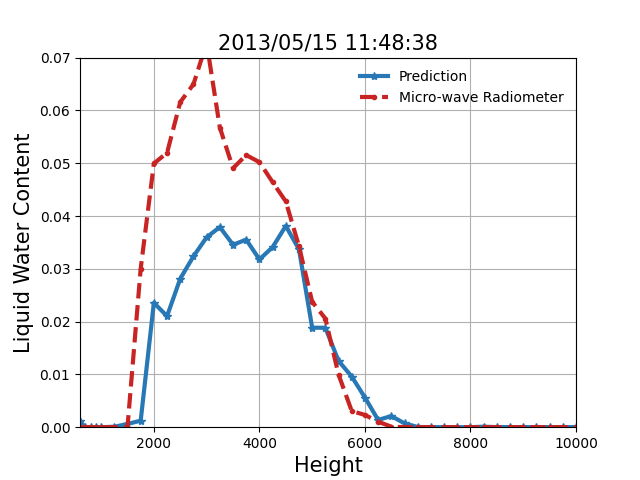 2013/05/15 11:48:38
0.07
0.06
0.05
0.04
0.03
0.02
0.01
0.00
Liquid Water Content
Prediction
Micro-wave Radiometer
2000 4000 6000 8000 10000
Height